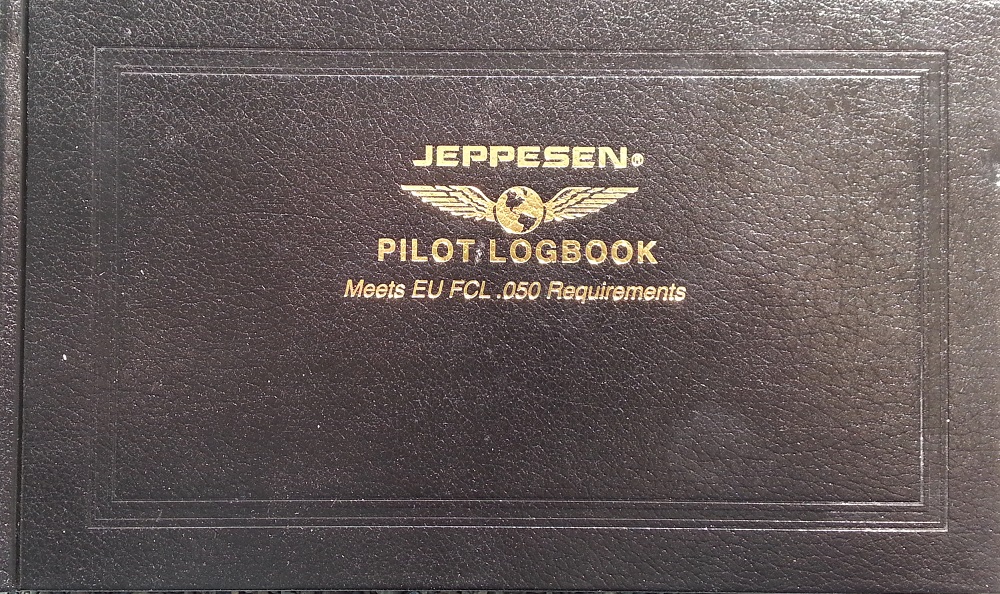 JEPPESEN®
PILOT LOGBOOK
Meets EU FCL .050 Requirements